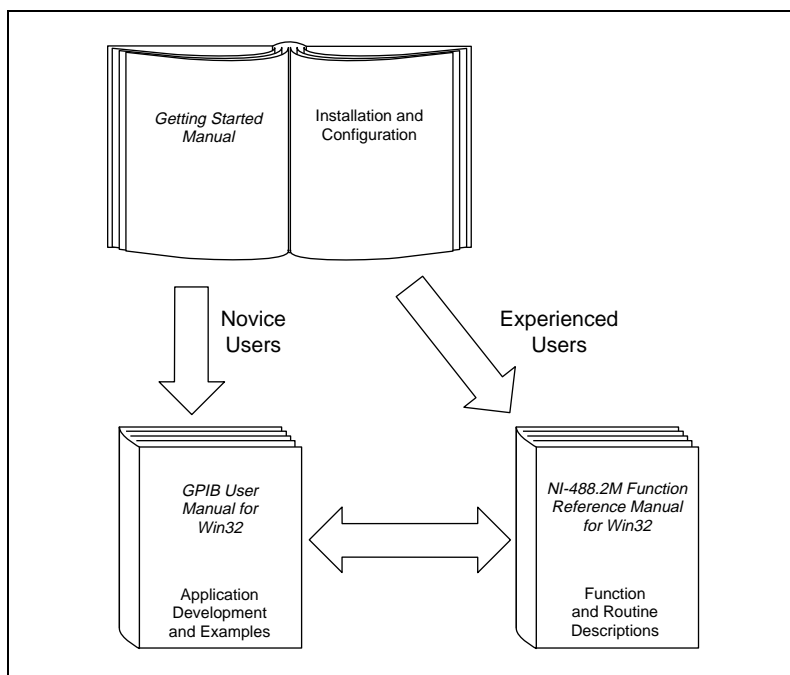 Getting Started
Manual
Installation and
Configuration
Novice
Users
Experienced
Users
GPIB User
Manual for
Win32
Application
Development
and Examples
NI-488.2M Function
Reference Manual
for Win32
Function
and Routine
Descriptions